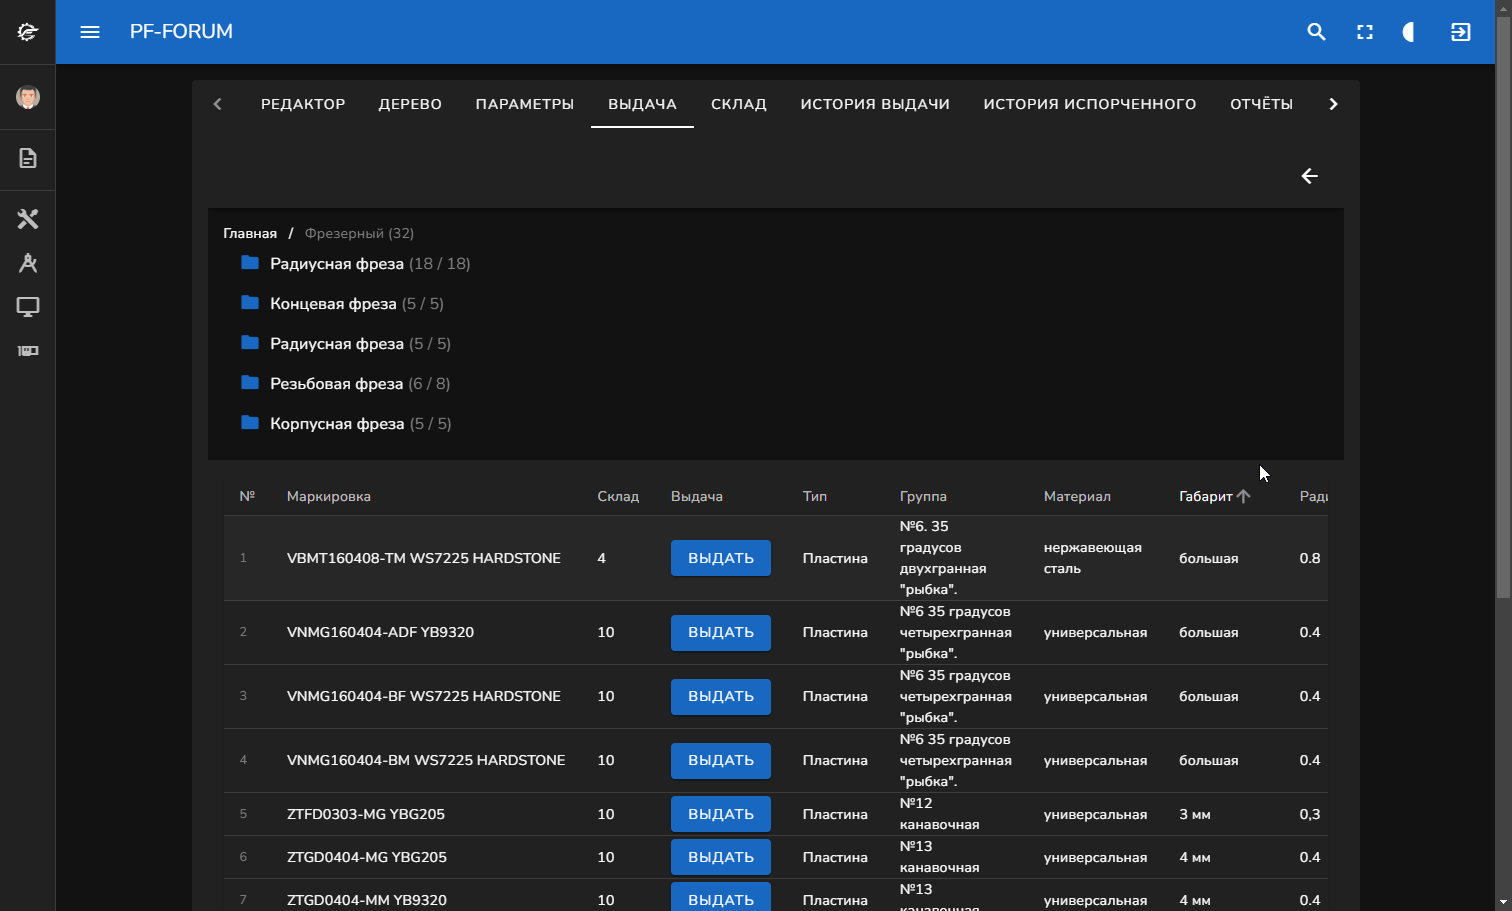 PF-FORUM
РЕДАКТОР ДЕРЕВО ПАРАМЕТРЫ ВЫДАЧА СКЛАД ИСТОРИЯ ВЫДАЧИ ИСТОРИЯ ИСПОРЧЕННОГО ОТЧЁТЫ
Главная / Фрезерный (32)
Радиусная фреза (18 / 18)
Концевая фреза (5 / 5)
Радиусная фреза (5 / 5)
Резьбовая фреза (6 / 8)
Корпусная фреза (5 / 5)
№ Маркировка Склад Выдача Тип Группа Материал Габарит Ради
1 VBMT160408-TM WS7225 HARDSTONE 4 ВЫДАТЬ Пластина №6. 35 градусов двухгранная "рыбка". нержавеющая сталь большая 0.8
2 VNMG160404-ADF YB9320 10 ВЫДАТЬ Пластина №6 35 градусов четырехгранная "рыбка". универсальная большая 0.4
3 VNMG160404-BF WS7225 HARDSTONE 10 ВЫДАТЬ Пластина №6 35 градусов четырехгранная "рыбка". универсальная большая 0.4
4 VNMG160404-BM WS7225 HARDSTONE 10 ВЫДАТЬ Пластина №6 35 градусов четырехгранная "рыбка". универсальная большая 0.4
5 ZTFD0303-MG YBG205 10 ВЫДАТЬ Пластина №12 канавочная универсальная 3 мм 0,3
6 ZTGD0404-MG YBG205 10 ВЫДАТЬ Пластина №13 канавочная универсальная 4 мм 0.4
7 ZTGD0404-MM YB9320 10 ВЫДАТЬ Пластина №13 канавочная универсальная 4 мм 0.4